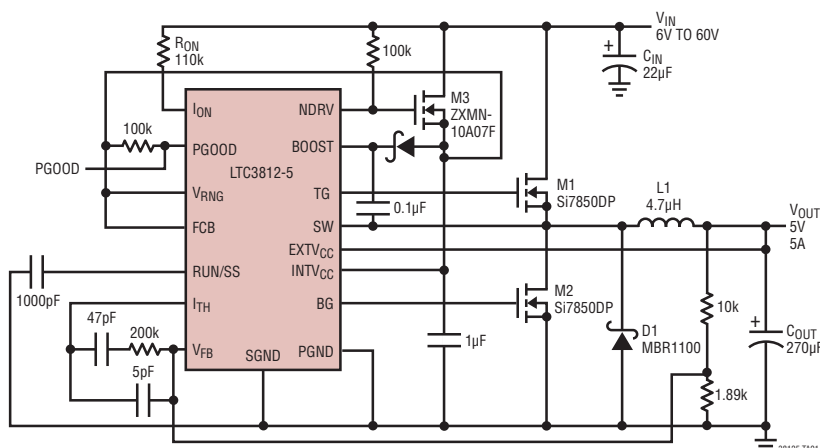 V_IN
6V TO 60V
R_ON
110k
100k
+
C_IN
22µF
M3
ZXMN-
10A07F
I_ON
NDRV
100k
PGOOD
BOOST
PGOOD
LTC3812-5
M1
Si7850DP
V_RNG
TG
L1
4.7µH
V_OUT
5V
5A
0.1µF
FCB
SW
EXTV_CC
RUN/SS
INTV_CC
1000pF
M2
Si7850DP
I_TH
BG
10k
47pF
200k
D1
MBR1100
+
C_OUT
270µF
V_FB
SGND
PGND
1µF
5pF
1.89k
38125 TA01